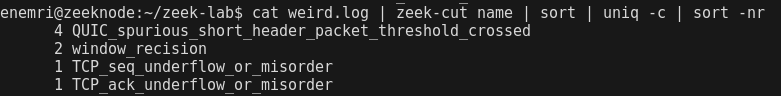 enemri@zeeknode:~/zeek-lab$ cat weird.log | zeek-cut name | sort | uniq -c | sort -nr
4 QUIC_spurious_short_header_packet_threshold_crossed
2 window_recision
1 TCP_seq_underflow_or_misorder
1 TCP_ack_underflow_or_misorder